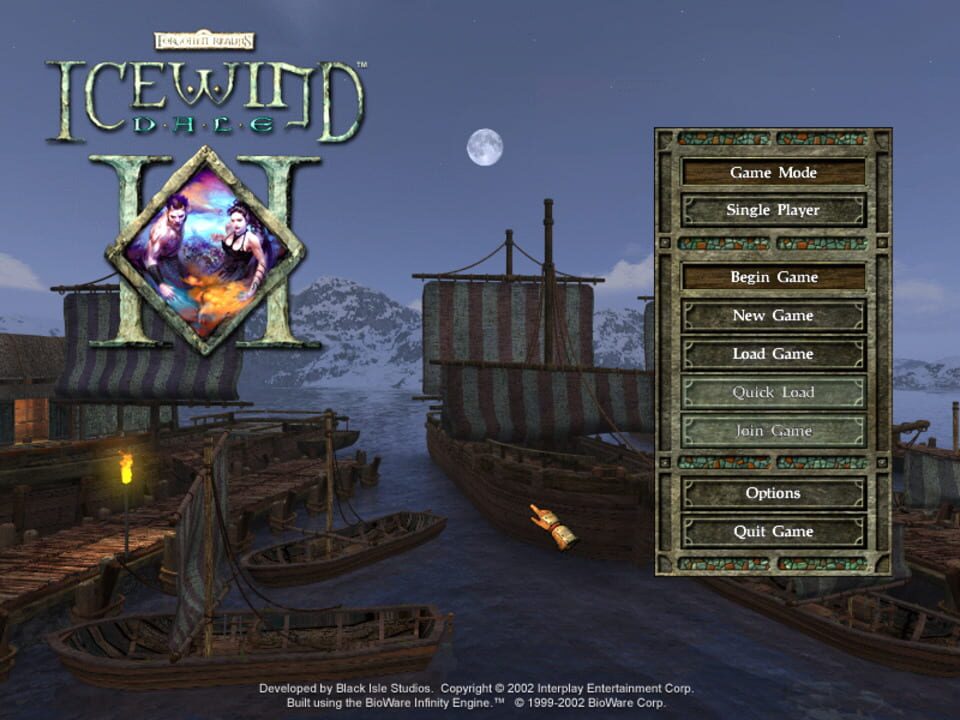 FORGOTTEN REALMS
ICEWIND™
DALE
II
Game Mode
Single Player
Begin Game
New Game
Load Game
Quick Load
Join Game
Options
Quit Game
Developed by Black Isle Studios. Copyright © 2002 Interplay Entertainment Corp.
Built using the BioWare Infinity Engine.™ © 1999-2002 BioWare Corp.